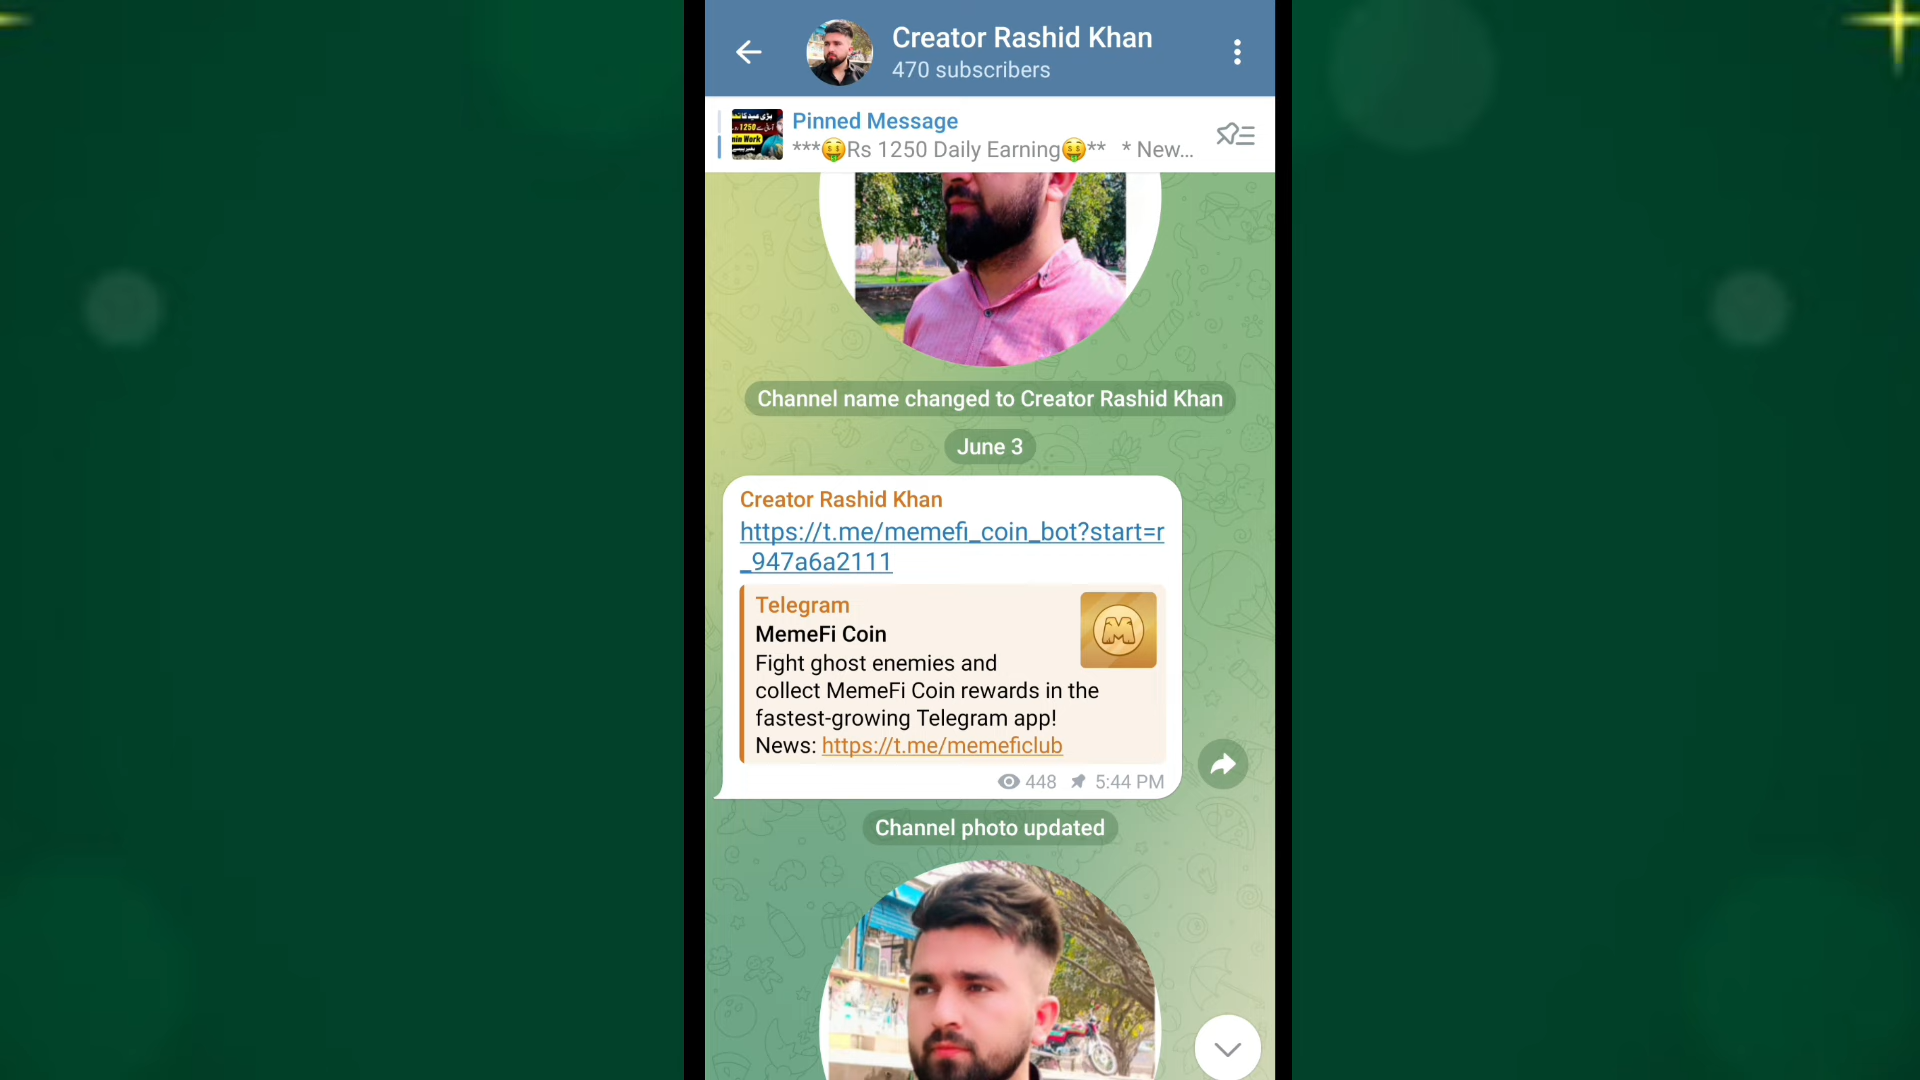 Creator Rashid Khan
470 subscribers
Pinned Message
***🤑Rs 1250 Daily Earning🤑** * New...
1250
Work
Channel name changed to Creator Rashid Khan
June 3
Creator Rashid Khan
https://t.me/memefi_coin_bot?start=r
_947a6a2111
Telegram
MemeFi Coin
Fight ghost enemies and
collect MemeFi Coin rewards in the
fastest-growing Telegram app!
News: https://t.me/memeficlub
448 5:44 PM
Channel photo updated